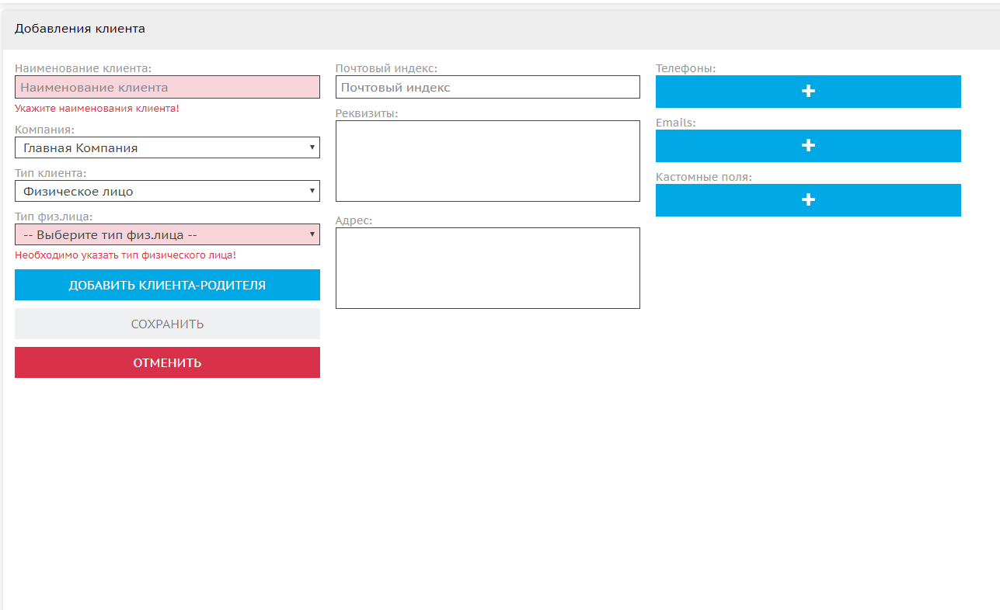 Добавления клиента
Наименование клиента:
Наименование клиента
Укажите наименования клиента!
Компания:
Главная Компания
Тип клиента:
Физическое лицо
Тип физ.лица:
-- Выберите тип физ.лица --
Необходимо указать тип физического лица!
ДОБАВИТЬ КЛИЕНТА-РОДИТЕЛЯ
СОХРАНИТЬ
ОТМЕНИТЬ
Почтовый индекс:
Почтовый индекс
Реквизиты:
Адрес:
Телефоны:
+
Emails:
+
Кастомные поля:
+